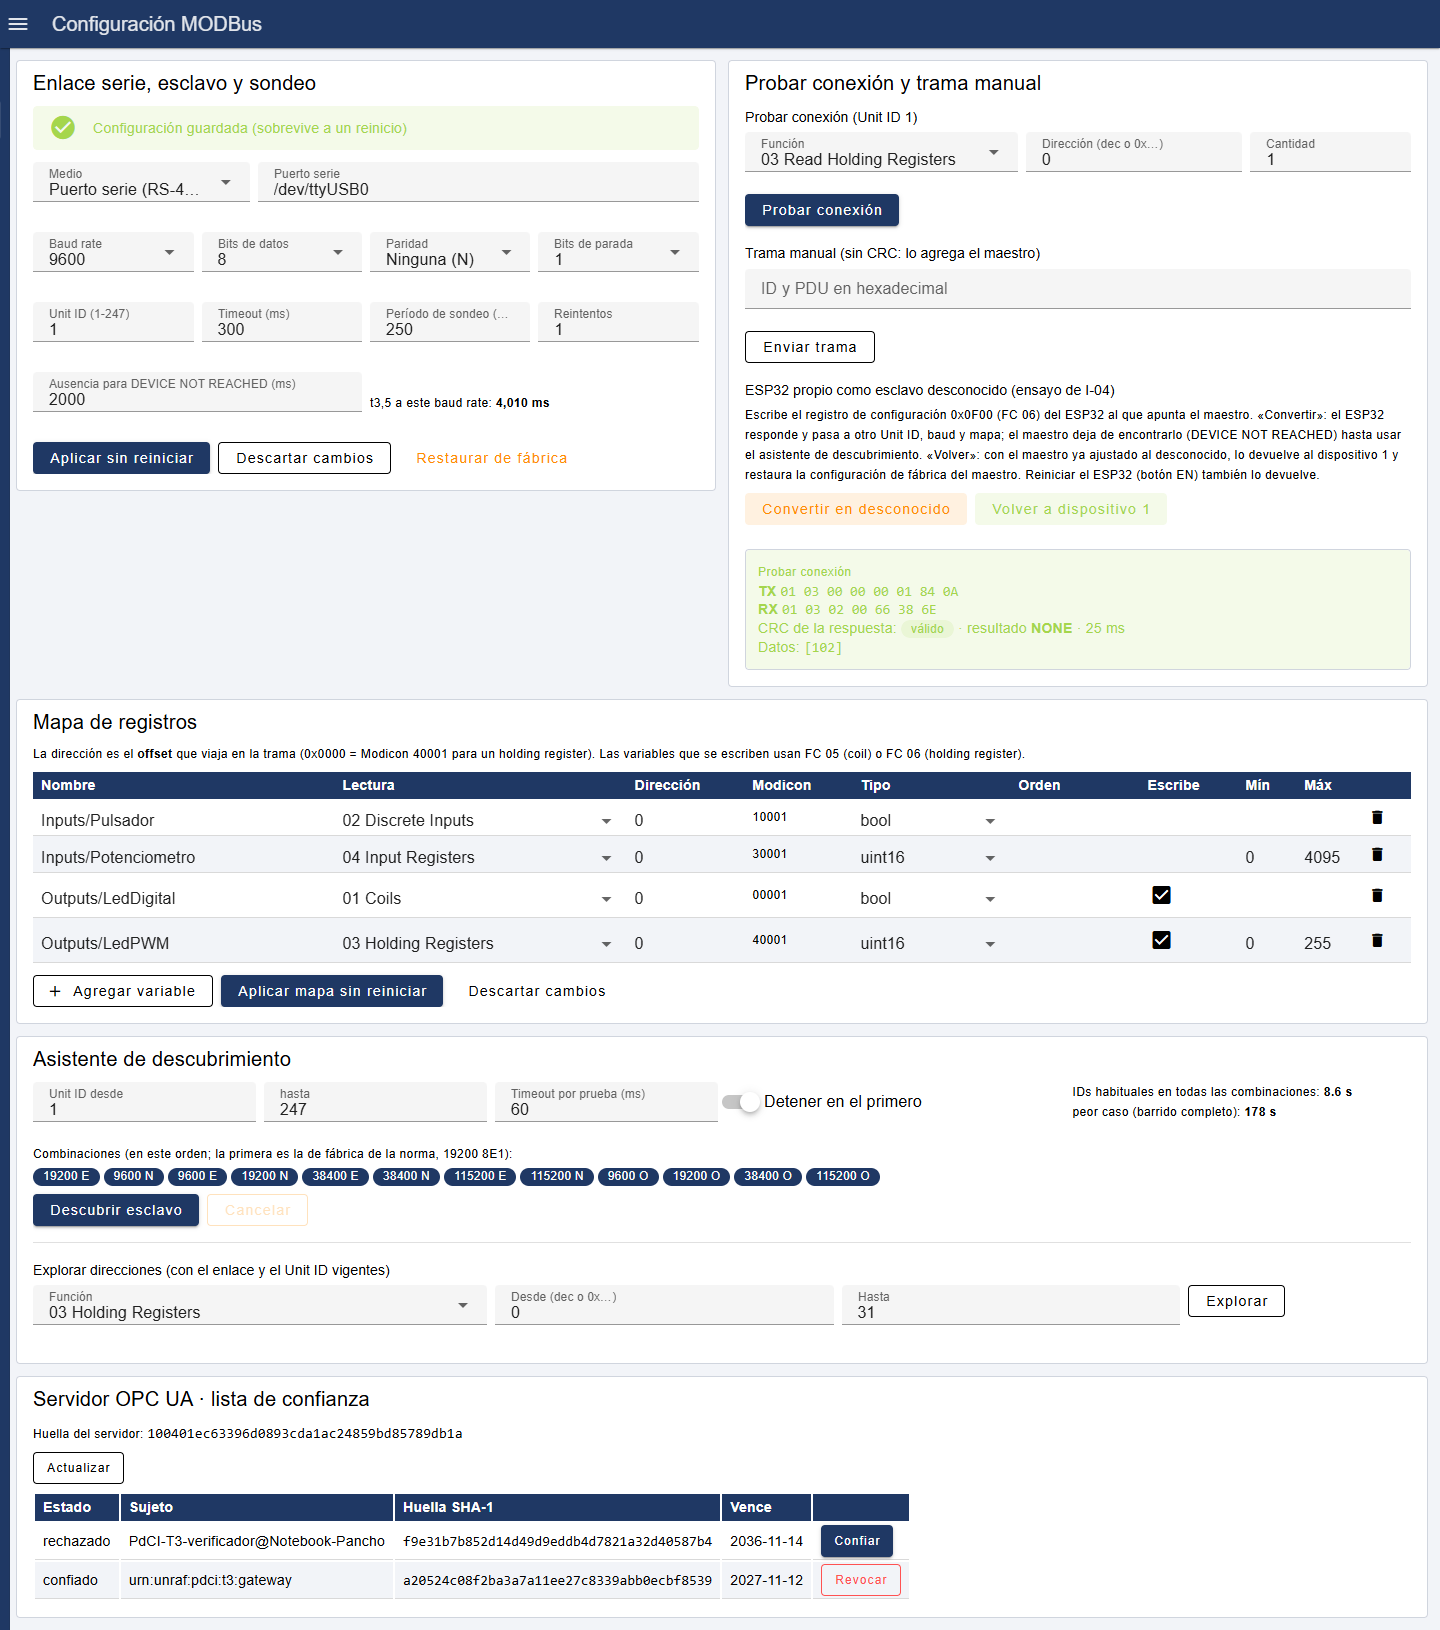 Configuración MODBus
Enlace serie, esclavo y sondeo
Configuración guardada (sobrevive a un reinicio)
Medio
Puerto serie (RS-4...
Puerto serie
/dev/ttyUSB0
Baud rate
9600
Bits de datos
8
Paridad
Ninguna (N)
Bits de parada
1
Unit ID (1-247)
1
Timeout (ms)
300
Período de sondeo (...
250
Reintentos
1
Ausencia para DEVICE NOT REACHED (ms)
2000
t3,5 a este baud rate: 4,010 ms
Aplicar sin reiniciar
Descartar cambios
Restaurar de fábrica
Probar conexión y trama manual
Probar conexión (Unit ID 1)
Función
03 Read Holding Registers
Dirección (dec o 0x...)
0
Cantidad
1
Probar conexión
Trama manual (sin CRC: lo agrega el maestro)
ID y PDU en hexadecimal
Enviar trama
ESP32 propio como esclavo desconocido (ensayo de I-04)
Escribe el registro de configuración 0x0F00 (FC 06) del ESP32 al que apunta el maestro. «Convertir»: el ESP32
responde y pasa a otro Unit ID, baud y mapa; el maestro deja de encontrarlo (DEVICE NOT REACHED) hasta usar
el asistente de descubrimiento. «Volver»: con el maestro ya ajustado al desconocido, lo devuelve al dispositivo 1 y
restaura la configuración de fábrica del maestro. Reiniciar el ESP32 (botón EN) también lo devuelve.
Convertir en desconocido
Volver a dispositivo 1
Probar conexión
TX 01 03 00 00 00 01 84 0A
RX 01 03 02 00 66 38 6E
CRC de la respuesta: válido · resultado NONE · 25 ms
Datos: [102]
Mapa de registros
La dirección es el offset que viaja en la trama (0x0000 = Modicon 40001 para un holding register). Las variables que se escriben usan FC 05 (coil) o FC 06 (holding register).
Nombre Lectura Dirección Modicon Tipo Orden Escribe Mín Máx
Inputs/Pulsador 02 Discrete Inputs 0 10001 bool
Inputs/Potenciometro 04 Input Registers 0 30001 uint16 0 4095
Outputs/LedDigital 01 Coils 0 00001 bool
Outputs/LedPWM 03 Holding Registers 0 40001 uint16 0 255
+ Agregar variable
Aplicar mapa sin reiniciar
Descartar cambios
Asistente de descubrimiento
Unit ID desde
1
hasta
247
Timeout por prueba (ms)
60
Detener en el primero
IDs habituales en todas las combinaciones: 8.6 s
peor caso (barrido completo): 178 s
Combinaciones (en este orden; la primera es la de fábrica de la norma, 19200 8E1):
19200 E 9600 N 9600 E 19200 N 38400 E 38400 N 115200 E 115200 N 9600 O 19200 O 38400 O 115200 O
Descubrir esclavo
Cancelar
Explorar direcciones (con el enlace y el Unit ID vigentes)
Función
03 Holding Registers
Desde (dec o 0x...)
0
Hasta
31
Explorar
Servidor OPC UA · lista de confianza
Huella del servidor: 100401ec63396d0893cda1ac24859bd85789db1a
Actualizar
Estado Sujeto Huella SHA-1 Vence
rechazado PdCI-T3-verificador@Notebook-Pancho f9e31b7b852d14d49d9eddb4d7821a32d40587b4 2036-11-14 Confiar
confiado urn:unraf:pdci:t3:gateway a20524c08f2ba3a7a11ee27c8339abb0ecbf8539 2027-11-12 Revocar